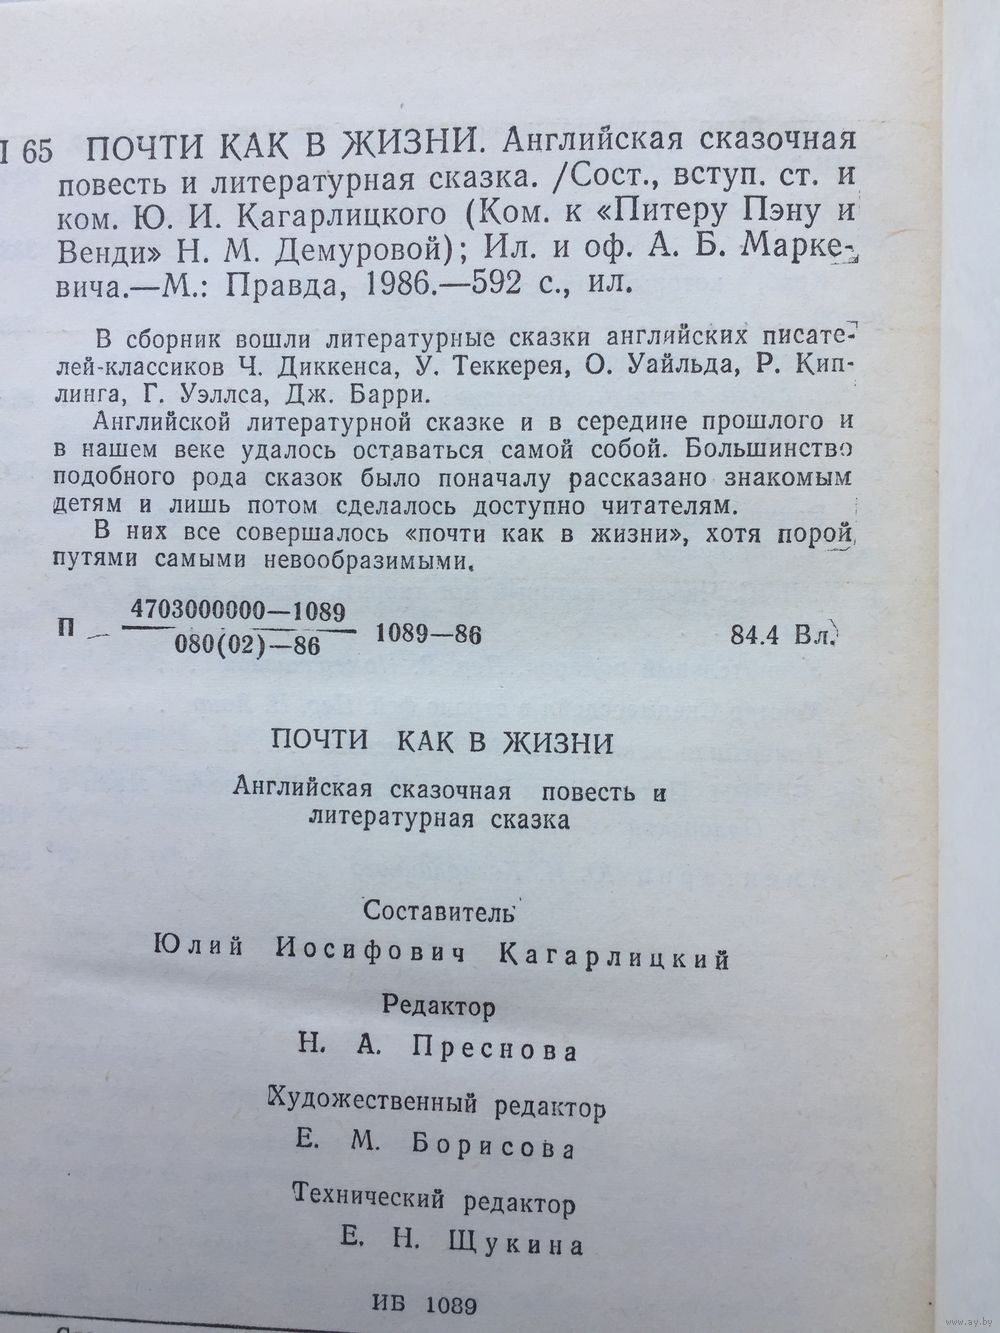 П 65 ПОЧТИ КАК В ЖИЗНИ. Английская сказочная
повесть и литературная сказка. /Сост., вступ. ст. и
ком. Ю. И. Кагарлицкого (Ком. к «Питеру Пэну и
Венди» Н. М. Демуровой); Ил. и оф. А. Б. Марке-
вича.—М.: Правда, 1986.—592 с., ил.
В сборник вошли литературные сказки английских писате-
лей-классиков Ч. Диккенса, У. Теккерея, О. Уайльда, Р. Кип-
линга, Г. Уэллса, Дж. Барри.
Английской литературной сказке и в середине прошлого и
в нашем веке удалось оставаться самой собой. Большинство
подобного рода сказок было поначалу рассказано знакомым
детям и лишь потом сделалось доступно читателям.
В них все совершалось «почти как в жизни», хотя порой
путями самыми невообразимыми.
4703000000—1089
П — 1089—86 84.4 Вл.
080(02)—86
ПОЧТИ КАК В ЖИЗНИ
Английская сказочная повесть и
литературная сказка
Составитель
Юлий Иосифович Кагарлицкий
Редактор
Н. А. Преснова
Художественный редактор
Е. М. Борисова
Технический редактор
Е. Н. Щукина
ИБ 1089
www.ay.by